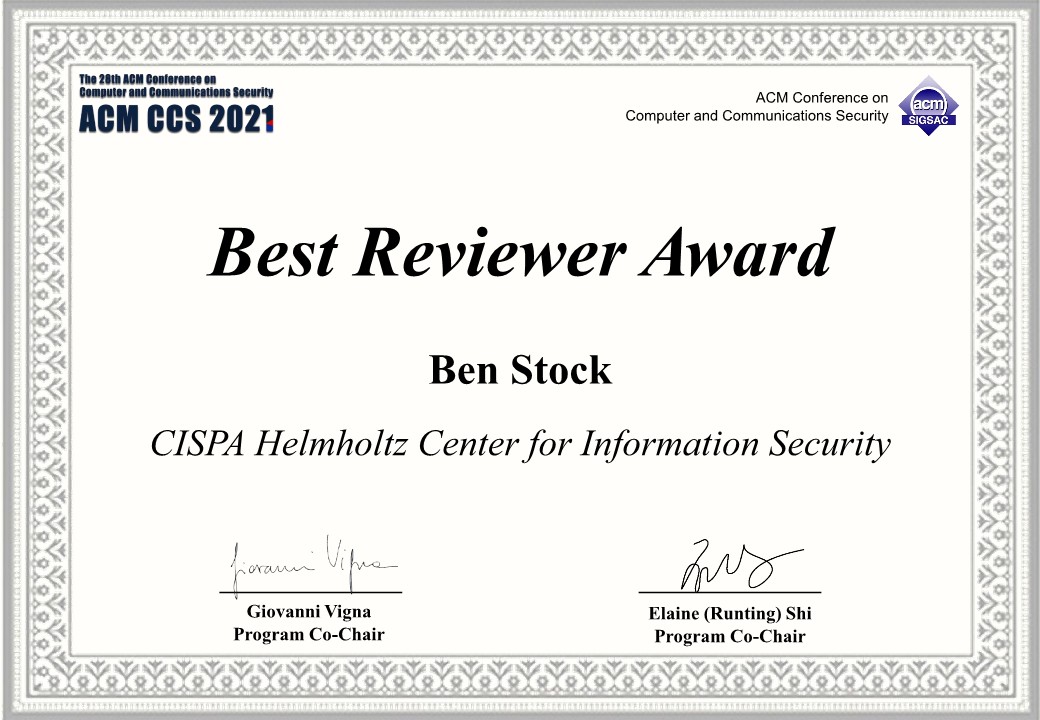 The 28th ACM Conference on
Computer and Communications Security
ACM CCS 2021
ACM Conference on
Computer and Communications Security
acm
SIGSAC
Best Reviewer Award
Ben Stock
CISPA Helmholtz Center for Information Security
Giovanni Vigna
Giovanni Vigna
Program Co-Chair
Elaine (Runting) Shi
Program Co-Chair